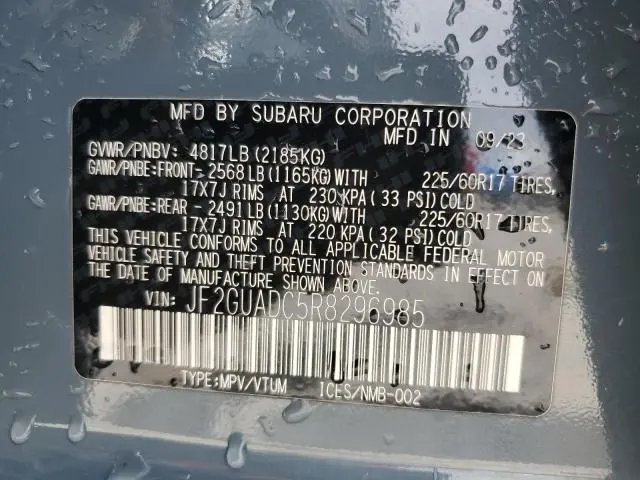 MFD BY SUBARU CORPORATION
MFD IN 09/23
GVWR/PNBV: 4817LB(2185KG)
GAWR/PNBE:FRONT-2568LB(1165KG)WITH 225/60R17 TIRES,
17X7J RIMS AT 230KPA(33 PSI)COLD
GAWR/PNBE:REAR -2491LB(1130KG)WITH 225/60R17 TIRES,
17X7J RIMS AT 220 KPA(32 PSI)COLD
THIS VEHICLE CONFORMS TO ALL APPLICABLE FEDERAL MOTOR
VEHICLE SAFETY AND THEFT PREVENTION STANDARDS IN EFFECT ON
THE DATE OF MANUFACTURE SHOWN ABOVE.
VIN: JF2GUADC5R8296985
TYPE:MPV/VTUM ICES/NMB-002